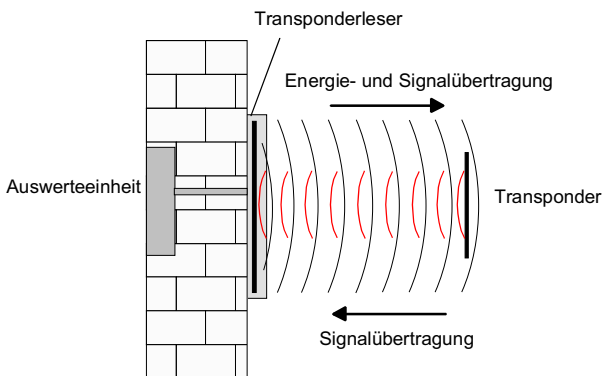 Transponderleser
Energie- und Signalübertragung
Auswerteeinheit
Transponder
Signalübertragung